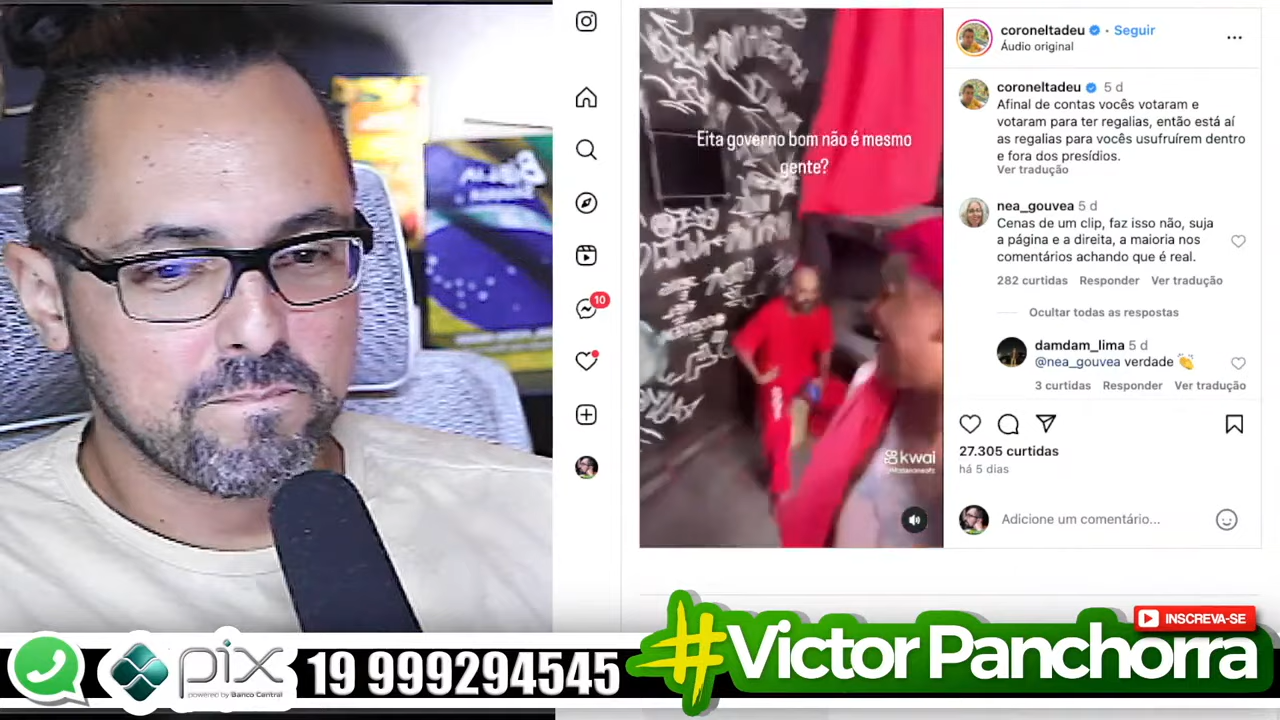 coroneltadeu • Seguir
Áudio original
coroneltadeu 5 d
Afinal de contas vocês votaram e
votaram para ter regalias, então está aí
as regalias para vocês usufruírem dentro
e fora dos presídios.
Ver tradução
nea_gouvea 5 d
Cenas de um clip, faz isso não, suja
a página e a direita, a maioria nos
comentários achando que é real.
282 curtidas Responder Ver tradução
Ocultar todas as respostas
damdam_lima 5 d
@nea_gouvea verdade 👏
3 curtidas Responder Ver tradução
27.305 curtidas
há 5 dias
Adicione um comentário...
Eita governo bom não é mesmo
gente?
kwai
10
INSCREVA-SE
#Victor Panchorra
pix
powered by Banco Central
19 999294545